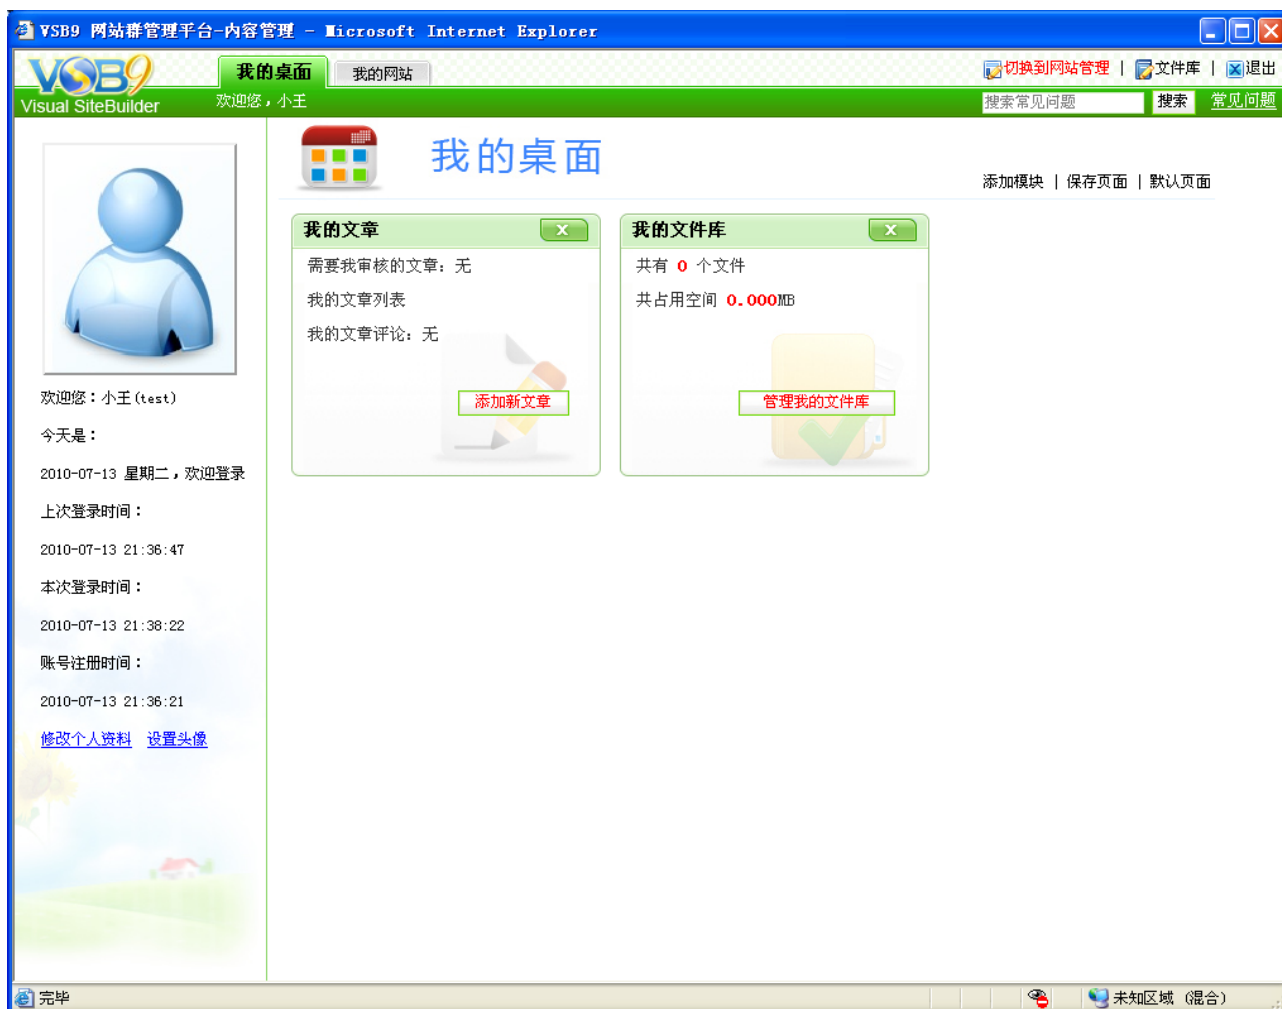 VSB9 网站群管理平台-内容管理 - Microsoft Internet Explorer
VSB9
Visual SiteBuilder
我的桌面
我的网站
切换到网站管理 | 文件库 | 退出
欢迎您，小王
搜索常见问题
搜索
常见问题
我的桌面
添加模块 | 保存页面 | 默认页面
我的文章
X
需要我审核的文章：无
我的文章列表
我的文章评论：无
添加新文章
我的文件库
X
共有 0 个文件
共占用空间 0.000MB
管理我的文件库
欢迎您：小王(test)
今天是：
2010-07-13 星期二，欢迎登录
上次登录时间：
2010-07-13 21:36:47
本次登录时间：
2010-07-13 21:38:22
账号注册时间：
2010-07-13 21:36:21
修改个人资料 设置头像
完毕
未知区域 (混合)